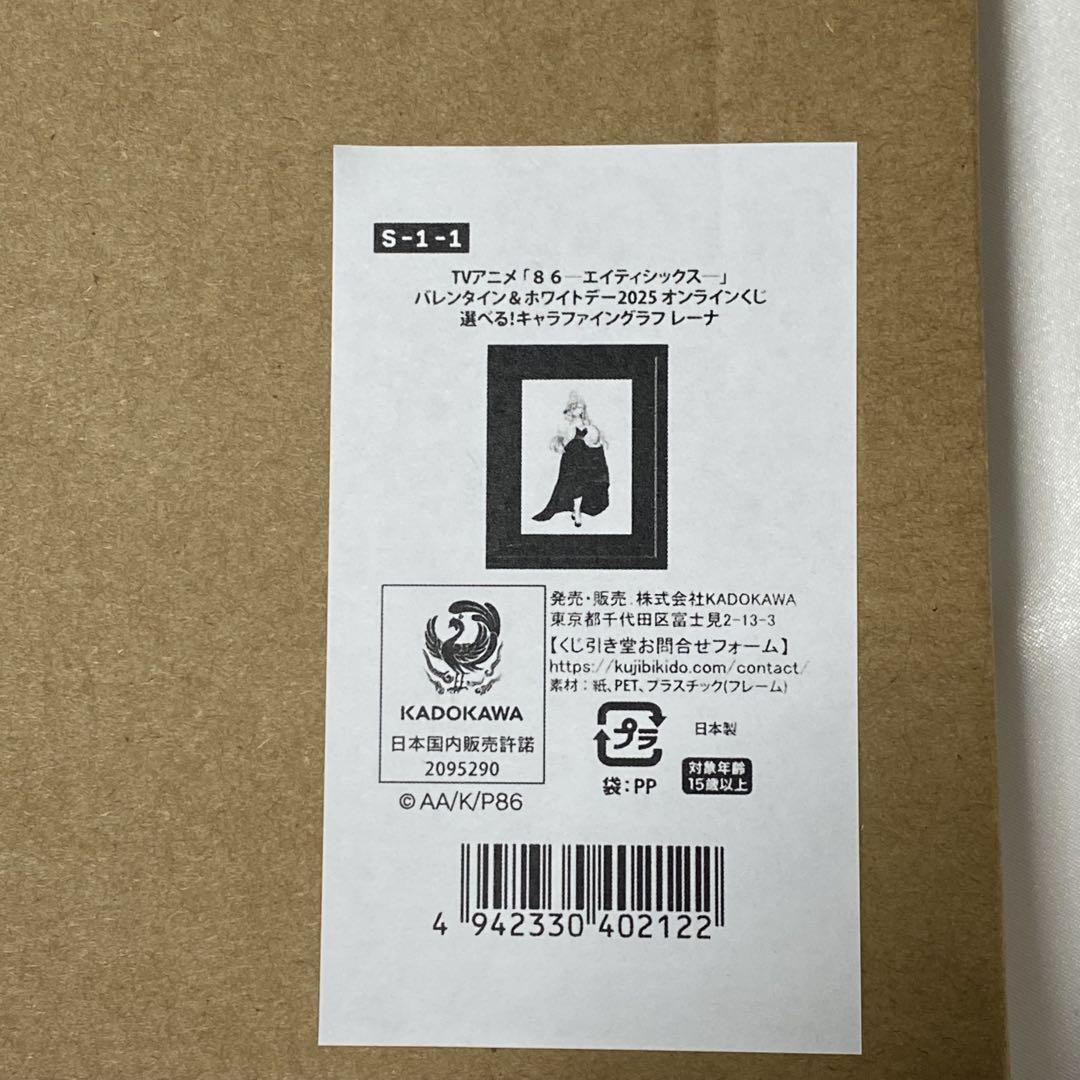 S-1-1
TVアニメ「８６―エイティシックス―」
バレンタイン＆ホワイトデー2025 オンラインくじ
選べる!キャラファイングラフ レーナ
発売・販売：株式会社KADOKAWA
東京都千代田区富士見2-13-3
【くじ引き堂お問合せフォーム】
https://kujibikido.com/contact/
素材：紙、PET、プラスチック(フレーム)
KADOKAWA
日本国内販売許諾
2095290
プラ
袋：PP
日本製
対象年齢
15歳以上
©AA/K/P86
4 942330 402122